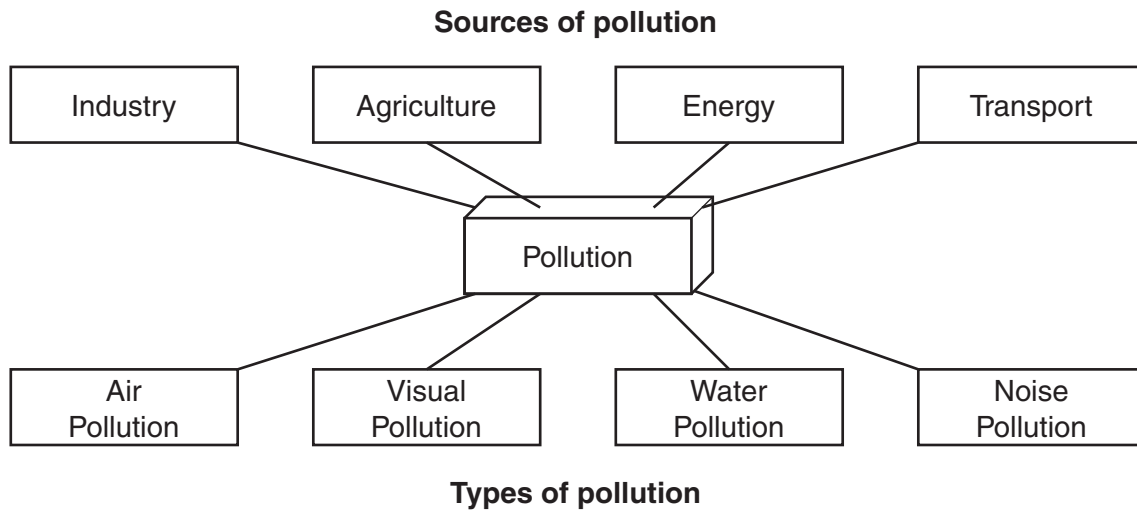 Sources of pollution
Industry
Agriculture
Energy
Transport
Pollution
Air
Pollution
Visual
Pollution
Water
Pollution
Noise
Pollution
Types of pollution